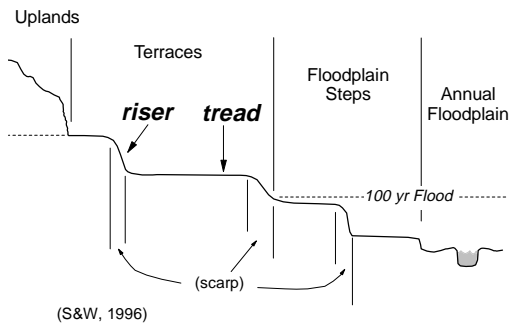 Uplands
Terraces
Floodplain
Steps
Annual
Floodplain
riser
tread
100 yr Flood
(scarp)
(S&W, 1996)